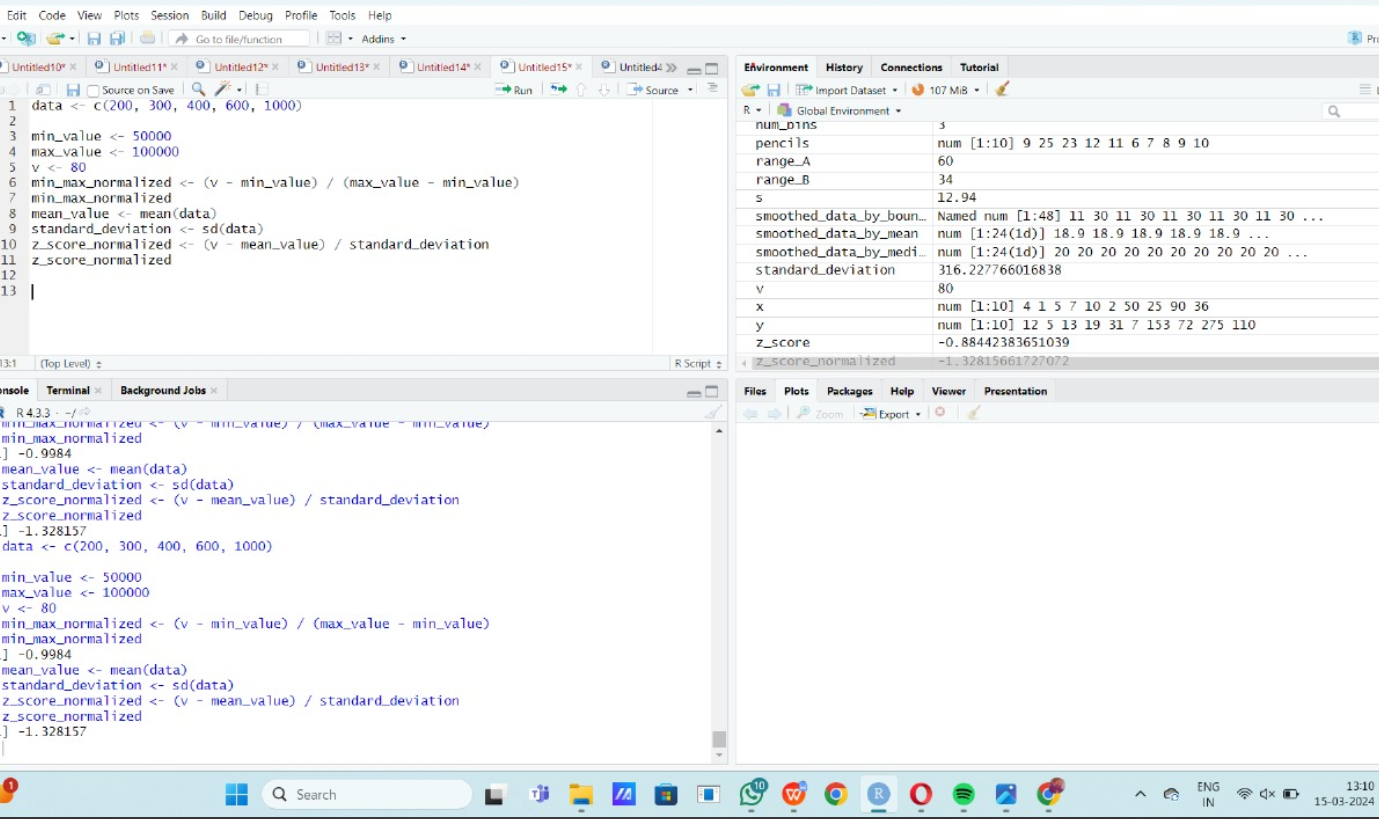 Edit Code View Plots Session Build Debug Profile Tools Help
Go to file/function Addins
Untitled10* Untitled11* Untitled12* Untitled13* Untitled14* Untitled15* Untitled4
Source on Save Run Source
1 data <- c(200, 300, 400, 600, 1000)
2
3 min_value <- 50000
4 max_value <- 100000
5 v <- 80
6 min_max_normalized <- (v - min_value) / (max_value - min_value)
7 min_max_normalized
8 mean_value <- mean(data)
9 standard_deviation <- sd(data)
10 z_score_normalized <- (v - mean_value) / standard_deviation
11 z_score_normalized
12
13
13:1 (Top Level) R Script
onsole Terminal Background Jobs
R 4.3.3 · ~/
min_max_normalized <- (v - min_value) / (max_value - min_value)
min_max_normalized
] -0.9984
mean_value <- mean(data)
standard_deviation <- sd(data)
z_score_normalized <- (v - mean_value) / standard_deviation
z_score_normalized
] -1.328157
data <- c(200, 300, 400, 600, 1000)
min_value <- 50000
max_value <- 100000
v <- 80
min_max_normalized <- (v - min_value) / (max_value - min_value)
min_max_normalized
] -0.9984
mean_value <- mean(data)
standard_deviation <- sd(data)
z_score_normalized <- (v - mean_value) / standard_deviation
z_score_normalized
] -1.328157
Environment History Connections Tutorial
Import Dataset 107 MiB
R Global Environment
num_bins 3
pencils num [1:10] 9 25 23 12 11 6 7 8 9 10
range_A 60
range_B 34
s 12.94
smoothed_data_by_boun… Named num [1:48] 11 30 11 30 11 30 11 30 11 30 ...
smoothed_data_by_mean num [1:24(1d)] 18.9 18.9 18.9 18.9 18.9 ...
smoothed_data_by_medi… num [1:24(1d)] 20 20 20 20 20 20 20 20 20 20 ...
standard_deviation 316.227766016838
v 80
x num [1:10] 4 1 5 7 10 2 50 25 90 36
y num [1:10] 12 5 13 19 31 7 153 72 275 110
z_score -0.88442383651039
z_score_normalized -1.32815661727072
Files Plots Packages Help Viewer Presentation
Zoom Export
1
Search
10
ENG
IN
13:10
15-03-2024